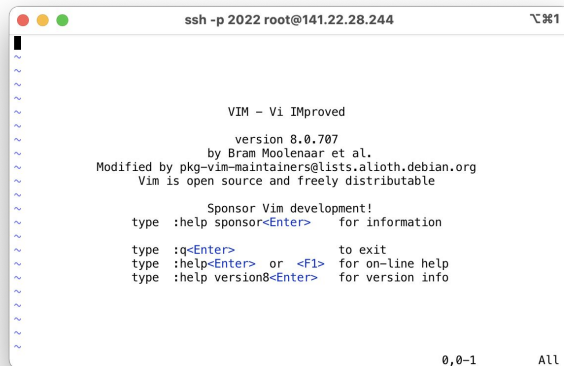 ssh -p 2022 root@141.22.28.244 ⌥⌘1
~
~
~
~
~
VIM - Vi IMproved
~
~
version 8.0.707
~
by Bram Moolenaar et al.
~
Modified by pkg-vim-maintainers@lists.alioth.debian.org
~
Vim is open source and freely distributable
~
~
Sponsor Vim development!
~
type :help sponsor<Enter> for information
~
~
type :q<Enter> to exit
~
type :help<Enter> or <F1> for on-line help
~
type :help version8<Enter> for version info
~
~
~
~
~
0,0-1 All